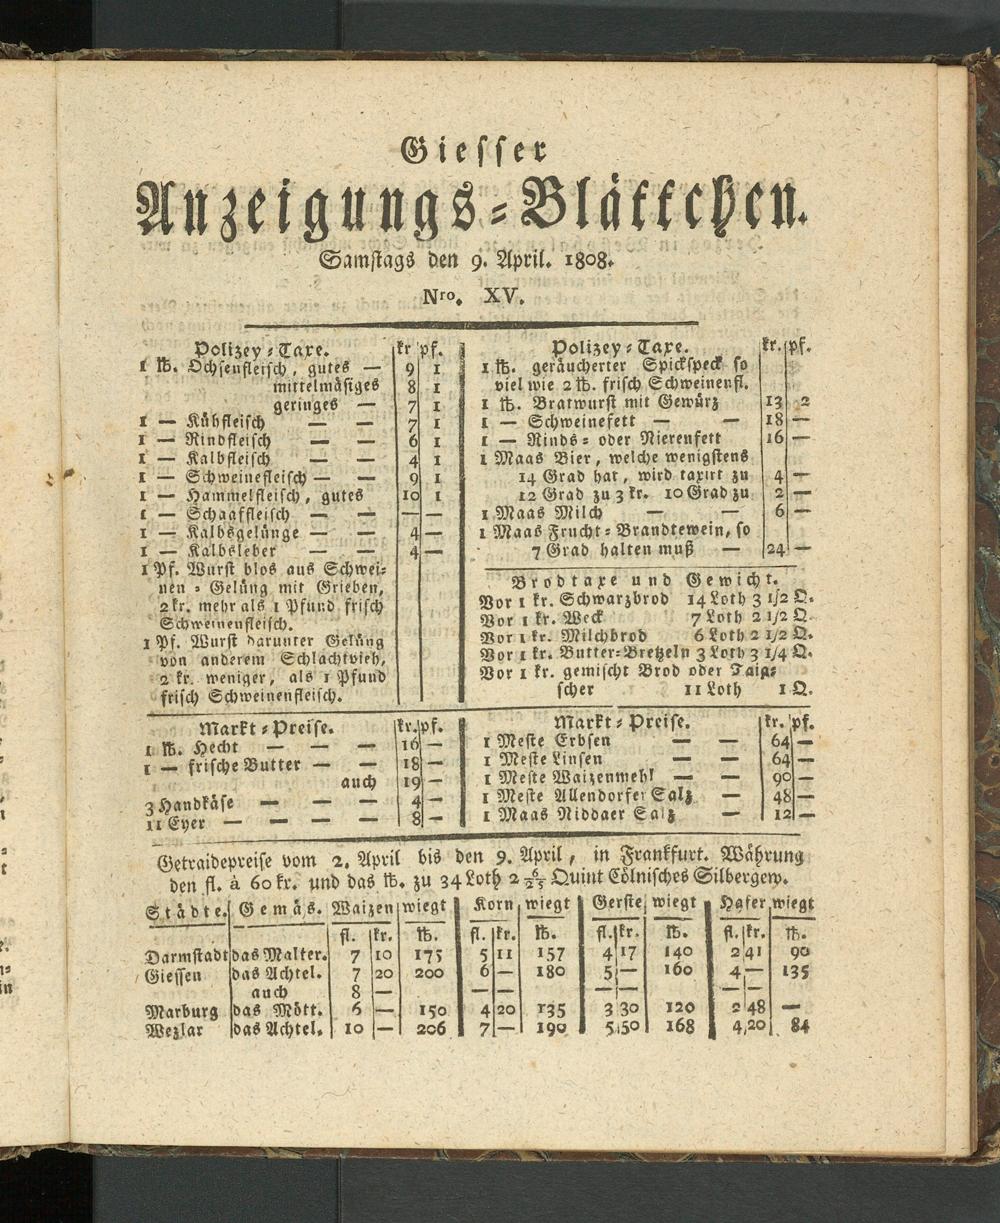 Giesser
Anzeigungs-Blättchen.
Samstags den 9. April. 1808.
Nro. XV.
Polizey-Taxe. kr pf.
1 ℔. Ochsenfleisch, gutes — 9 1
mittelmäsiges 8 1
geringes — 7 1
1 — Kühfleisch — — 7 1
1 — Rindfleisch — — 6 1
1 — Kalbfleisch — — 4 1
1 — Schweinefleisch — — 9 1
1 — Hammelfleisch, gutes 10 1
1 — Schaaffleisch — — — —
1 — Kalbsgelünge — — 4 —
1 — Kalbsleber — — 4 —
1 Pf. Wurst blos aus Schwei-
nen-Gelüng mit Grieben,
2 kr. mehr als 1 Pfund frisch
Schweinenfleisch.
1 Pf. Wurst darunter Gelüng
von anderem Schlachtvieh,
2 kr. weniger, als 1 Pfund
frisch Schweinenfleisch.
Polizey-Taxe. kr. pf.
1 ℔. geräucherter Spickspeck so
viel wie 2 ℔. frisch Schweinenfl.
1 ℔. Bratwurst mit Gewürz 13 2
1 — Schweinefett — — 18 —
1 — Rinds- oder Nierenfett 16 —
1 Maas Bier, welche wenigstens
14 Grad hat, wird taxirt zu 4 —
12 Grad zu 3 kr. 10 Grad zu 2 —
1 Maas Milch — — 6 —
1 Maas Frucht-Brandtewein, so
7 Grad halten muß — 24 —
Brodtaxe und Gewicht.
Vor 1 kr. Schwarzbrod 14 Loth 3 1/2 Q.
Vor 1 kr. Weck 7 Loth 2 1/2 Q.
Vor 1 kr. Milchbrod 6 Loth 2 1/2 Q.
Vor 1 kr. Butter-Bretzeln 3 Loth 3 1/4 Q.
Vor 1 kr. gemischt Brod oder Taig-
scher 11 Loth 1 Q.
Markt-Preise. kr. pf.
1 ℔. Hecht — — — 16 —
1 — frische Butter — — 18 —
auch 19 —
3 Handkäse — — — 4 —
11 Eyer — — — — 8 —
Markt-Preise. kr. pf.
1 Meste Erbsen — — 64 —
1 Meste Linsen — — 64 —
1 Meste Waizenmehl — — 90 —
1 Meste Allendorfer Salz — 48 —
1 Maas Niddaer Salz — 12 —
Getraidepreise vom 2. April bis den 9. April, in Frankfurt. Währung
den fl. à 60 kr. und das ℔. zu 34 Loth 2 6/25 Quint Cölnisches Silbergew.
Städte. Gemäs. Waizen wiegt Korn wiegt Gerste wiegt Hafer wiegt
fl. kr. ℔. fl. kr. ℔. fl. kr. ℔. fl. kr. ℔.
Darmstadt das Malter. 7 10 175 5 11 157 4 17 140 2 41 90
Giessen das Achtel. 7 20 200 6 — 180 5 — 160 4 — 135
auch 8 — — — — — — —
Marburg das Mött. 6 — 150 4 20 135 3 30 120 2 48 —
Wezlar das Achtel. 10 — 206 7 — 190 5 50 168 4 20 84